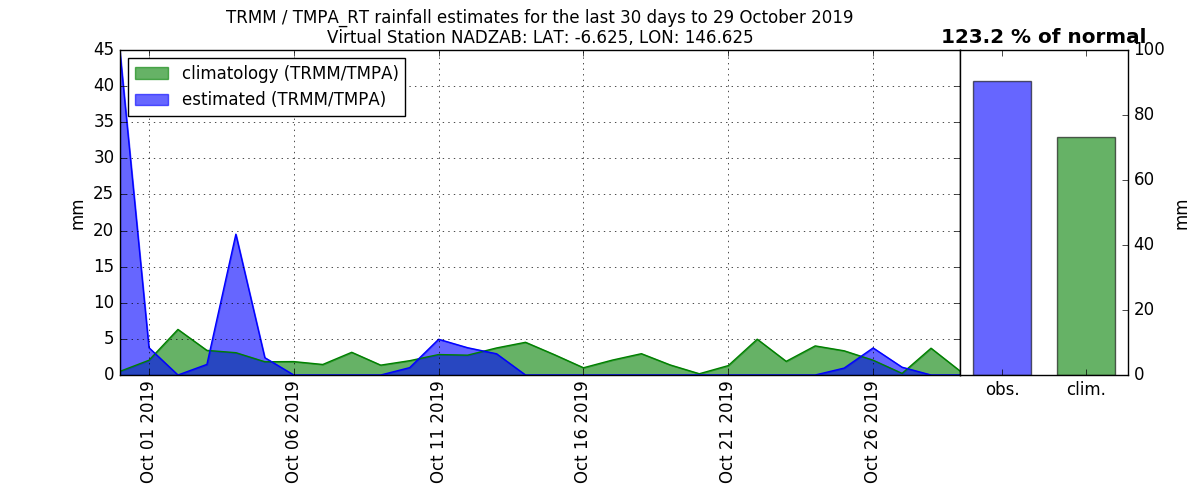 TRMM / TMPA_RT rainfall estimates for the last 30 days to 29 October 2019
Virtual Station NADZAB: LAT: -6.625, LON: 146.625
123.2 % of normal
climatology (TRMM/TMPA)
estimated (TRMM/TMPA)
mm
45
40
35
30
25
20
15
10
5
0
Oct 01 2019
Oct 06 2019
Oct 11 2019
Oct 16 2019
Oct 21 2019
Oct 26 2019
obs.
clim.
100
80
60
40
20
0
mm